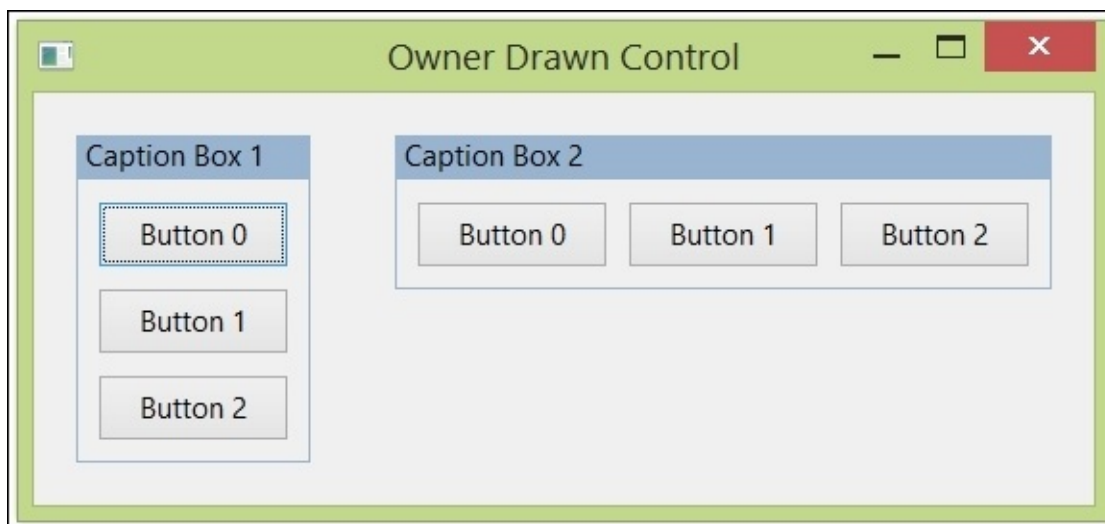 Owner Drawn Control
Caption Box 1
Button 0
Button 1
Button 2
Caption Box 2
Button 0 Button 1 Button 2